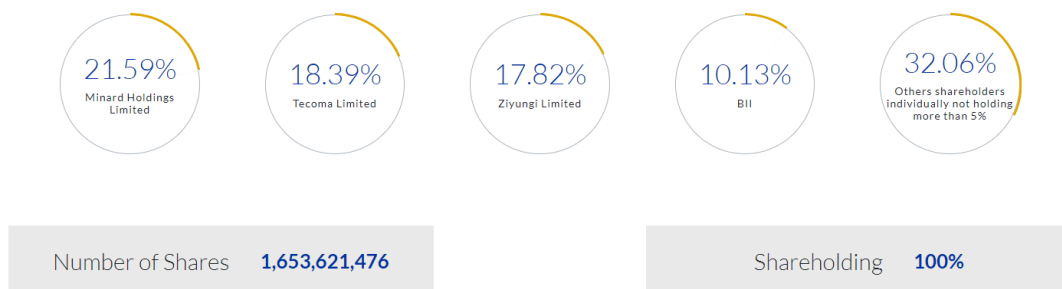 21.59%
Minard Holdings
Limited
18.39%
Tecoma Limited
17.82%
Ziyungi Limited
10.13%
BII
32.06%
Others shareholders
individually not holding
more than 5%
Number of Shares 1,653,621,476
Shareholding 100%